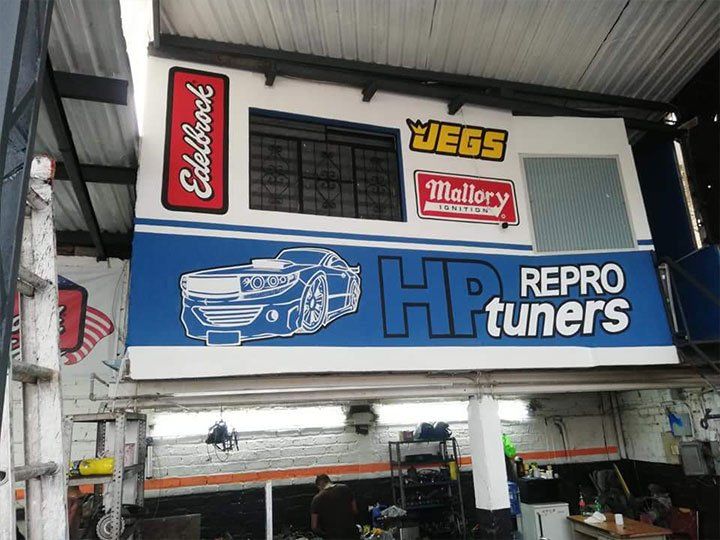 Edelbrock
JEGS
Mallory
IGNITION
HP REPRO
tuners